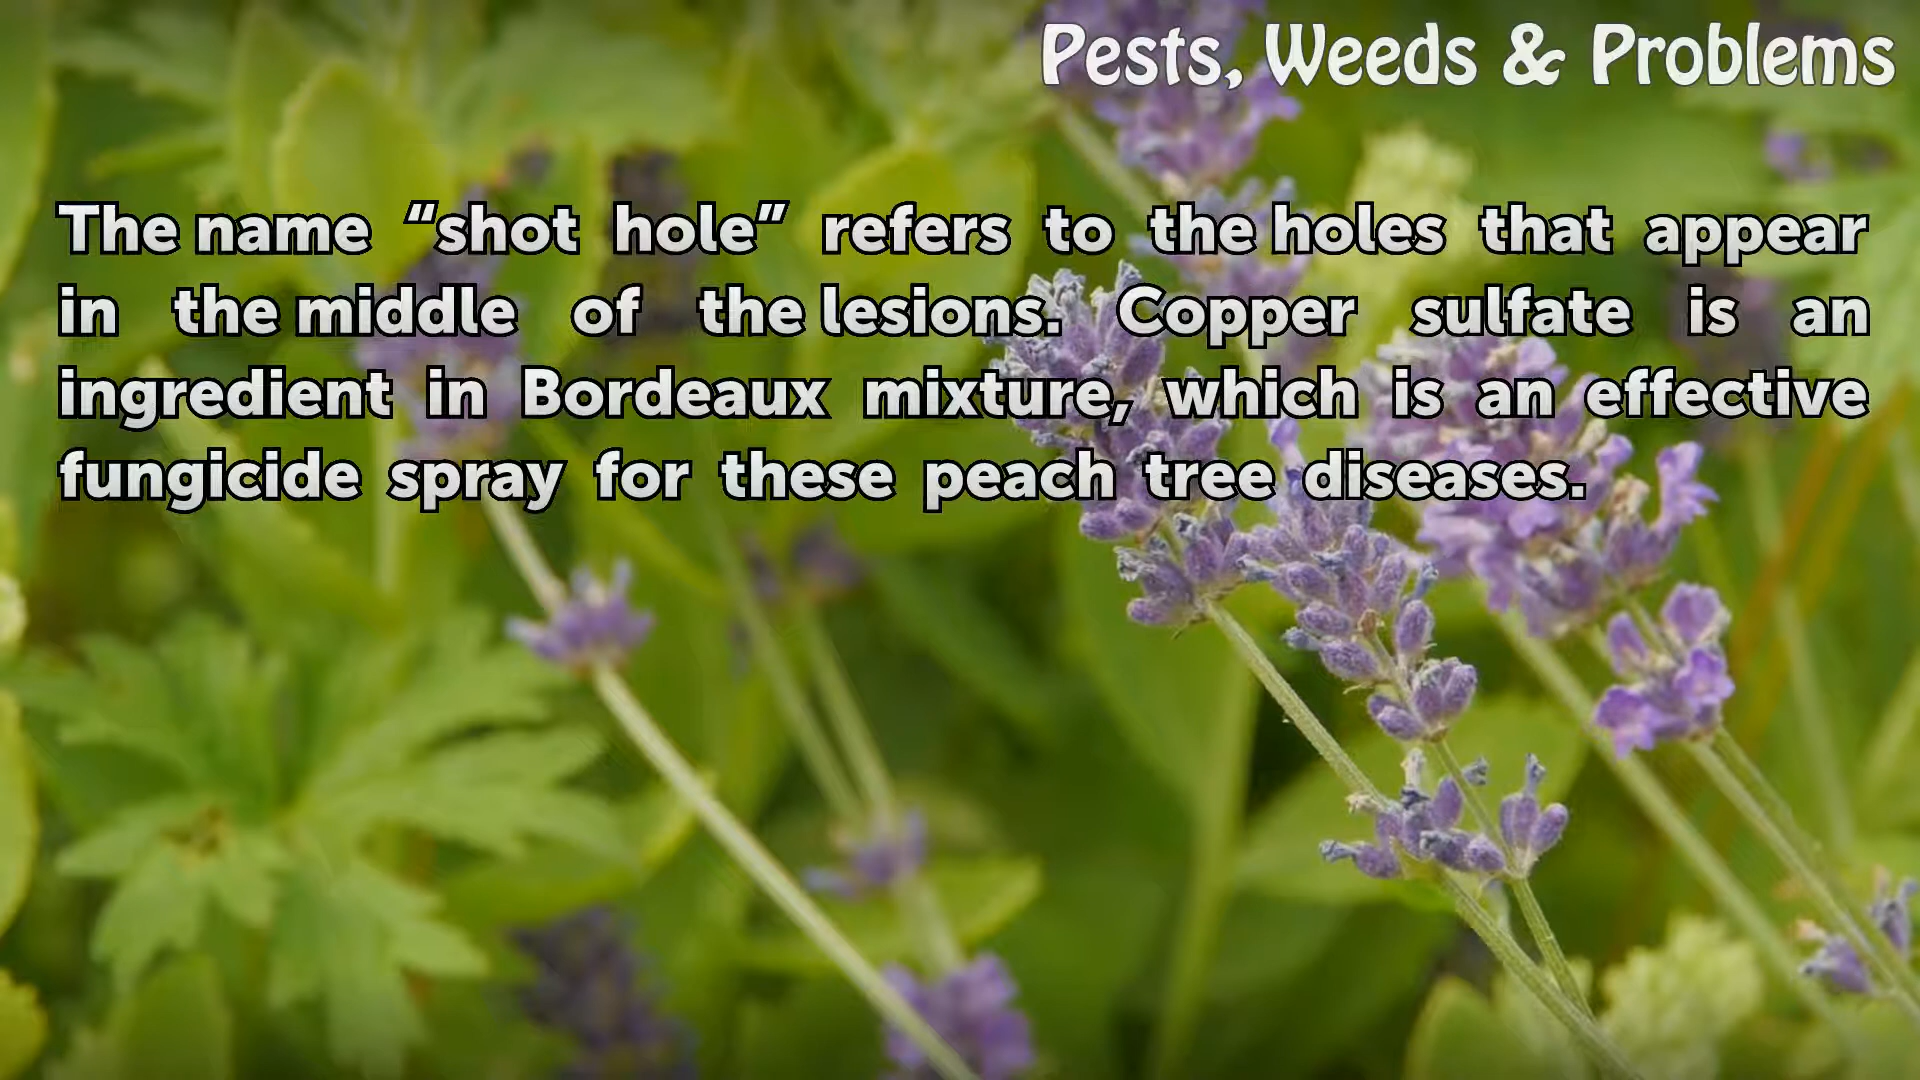 Pests, Weeds & Problems
The name “shot hole” refers to the holes that appear
in the middle of the lesions. Copper sulfate is an
ingredient in Bordeaux mixture, which is an effective
fungicide spray for these peach tree diseases.